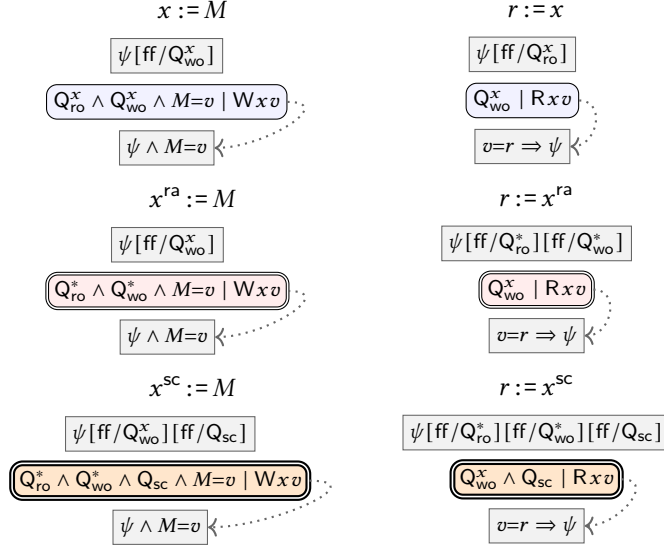 x := M
ψ[ff/Q^x_wo]
Q^x_ro ∧ Q^x_wo ∧ M=v | Wxv
ψ ∧ M=v
r := x
ψ[ff/Q^x_ro]
Q^x_wo | Rxv
v=r ⇒ ψ
x^ra := M
ψ[ff/Q^x_wo]
Q^*_ro ∧ Q^*_wo ∧ M=v | Wxv
ψ ∧ M=v
r := x^ra
ψ[ff/Q^*_ro][ff/Q^*_wo]
Q^x_wo | Rxv
v=r ⇒ ψ
x^sc := M
ψ[ff/Q^x_wo][ff/Q_sc]
Q^*_ro ∧ Q^*_wo ∧ Q_sc ∧ M=v | Wxv
ψ ∧ M=v
r := x^sc
ψ[ff/Q^*_ro][ff/Q^*_wo][ff/Q_sc]
Q^x_wo ∧ Q_sc | Rxv
v=r ⇒ ψ